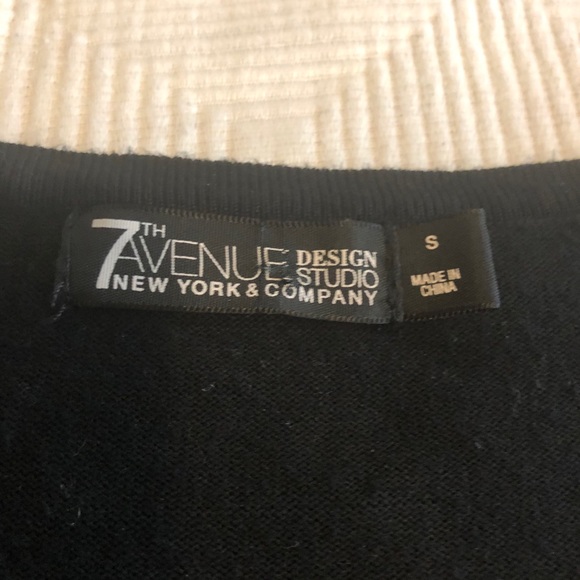 7TH AVENUE DESIGN STUDIO
NEW YORK & COMPANY
S
MADE IN
CHINA